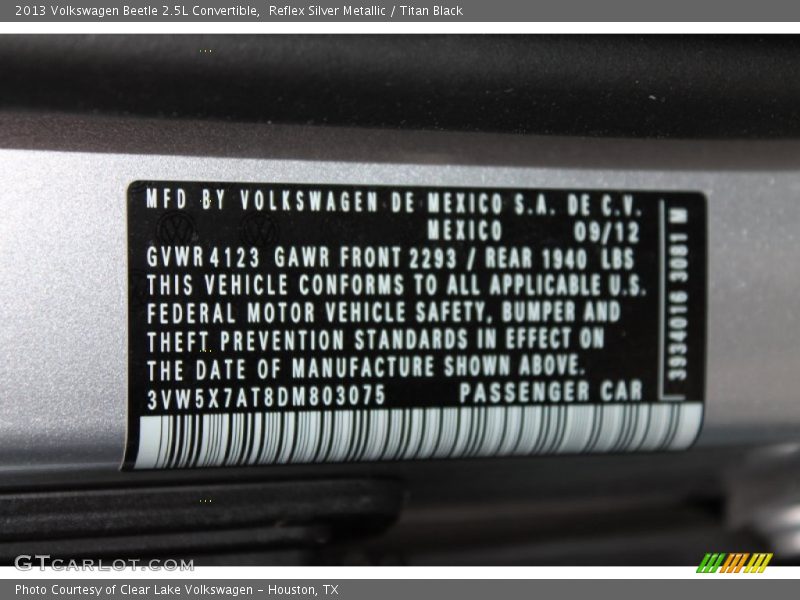 2013 Volkswagen Beetle 2.5L Convertible,  Reflex Silver Metallic / Titan Black
MFD BY VOLKSWAGEN DE MEXICO S.A. DE C.V.
MEXICO 09/12
GVWR 4123 GAWR FRONT 2293 / REAR 1940 LBS
THIS VEHICLE CONFORMS TO ALL APPLICABLE U.S.
FEDERAL MOTOR VEHICLE SAFETY, BUMPER AND
THEFT PREVENTION STANDARDS IN EFFECT ON
THE DATE OF MANUFACTURE SHOWN ABOVE.
3VW5X7AT8DM803075 PASSENGER CAR
3934016 3081 M
GTcarlot.com
Photo Courtesy of Clear Lake Volkswagen – Houston, TX